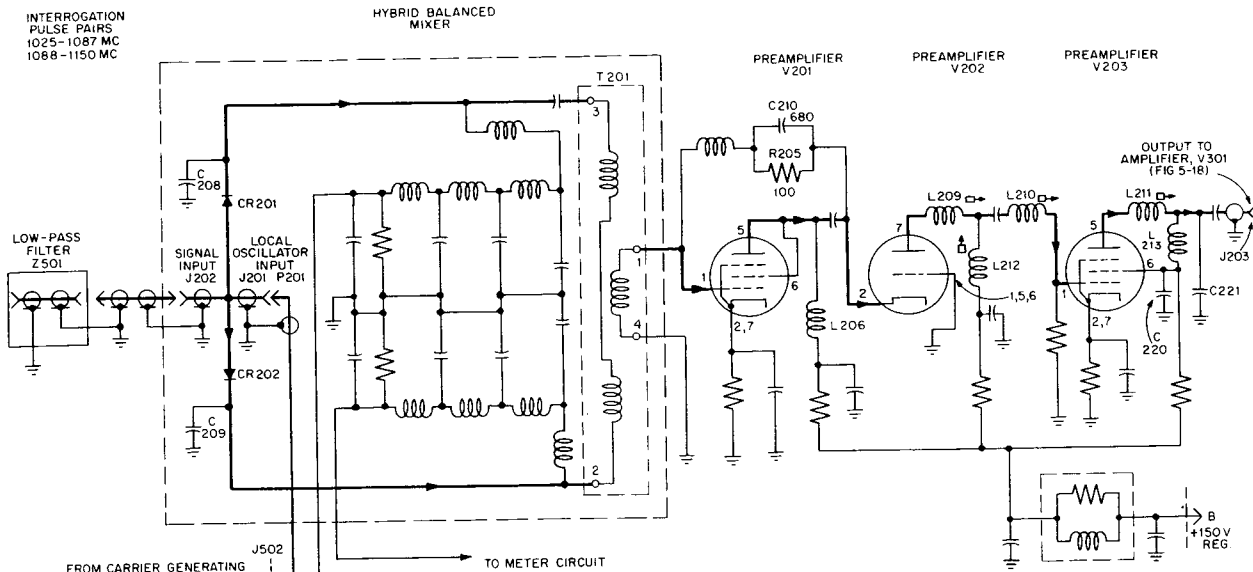 INTERROGATION
PULSE PAIRS
1025-1087 MC
1088-1150 MC
HYBRID BALANCED
MIXER
T201
3
C
208
CR201
LOW-PASS
FILTER
Z501
SIGNAL
INPUT
J202
LOCAL
OSCILLATOR
INPUT
J201 P201
CR202
C
209
1
4
2
PREAMPLIFIER
V201
C210
680
R205
100
5
1
6
2,7
L206
PREAMPLIFIER
V202
7
L209
L210
L212
2
1,5,6
PREAMPLIFIER
V203
OUTPUT TO
AMPLIFIER, V301
(FIG 5-18)
L211
5
L
213
6
J203
1
C221
2,7
C
220
B
+150V
REG.
J502
FROM CARRIER GENERATING
TO METER CIRCUIT